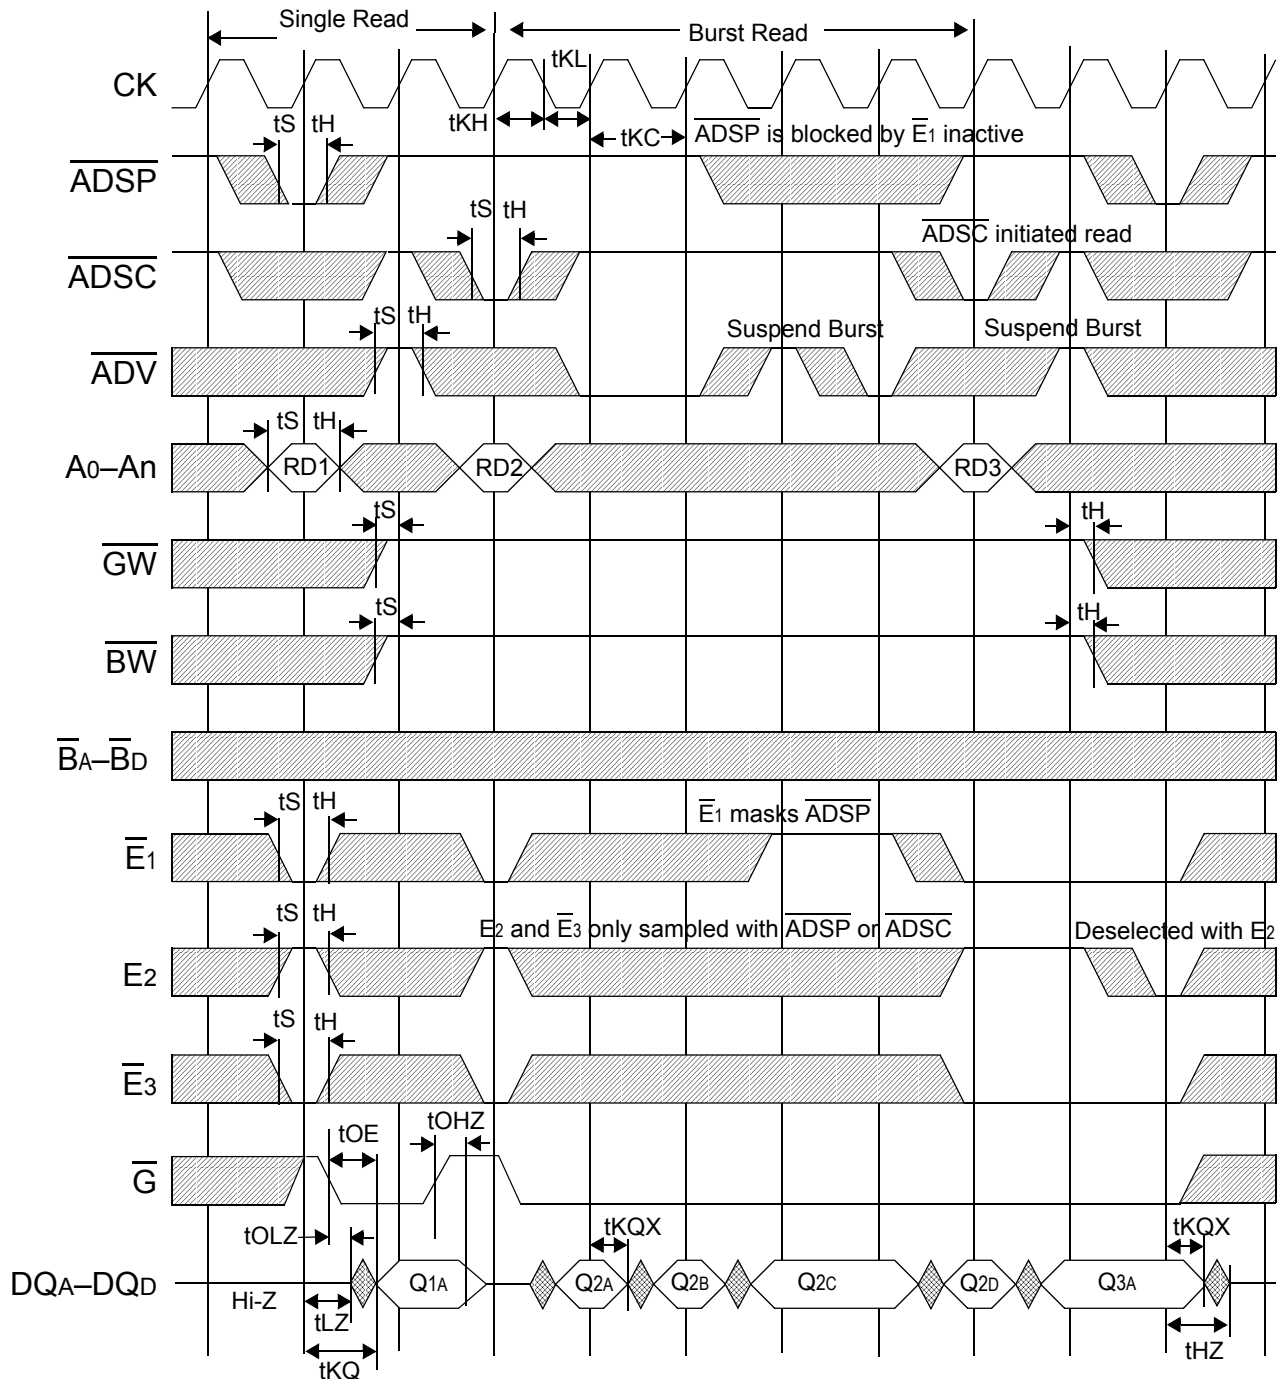 Single Read
Burst Read
CK
tKL
tKH
tKC
ADSP is blocked by E1 inactive
tS tH
ADSP
tS tH
ADSC initiated read
ADSC
tS tH
Suspend Burst
Suspend Burst
ADV
tS tH
A0–An
RD1
RD2
RD3
tS
tH
GW
tS
tH
BW
BA–BD
tS tH
E1 masks ADSP
E1
tS tH
E2 and E3 only sampled with ADSP or ADSC
Deselected with E2
E2
tS tH
E3
tOE
tOHZ
G
tOLZ
tKQX
tKQX
DQA–DQD
Q1A
Q2A
Q2B
Q2C
Q2D
Q3A
Hi-Z
tLZ
tHZ
tKQ